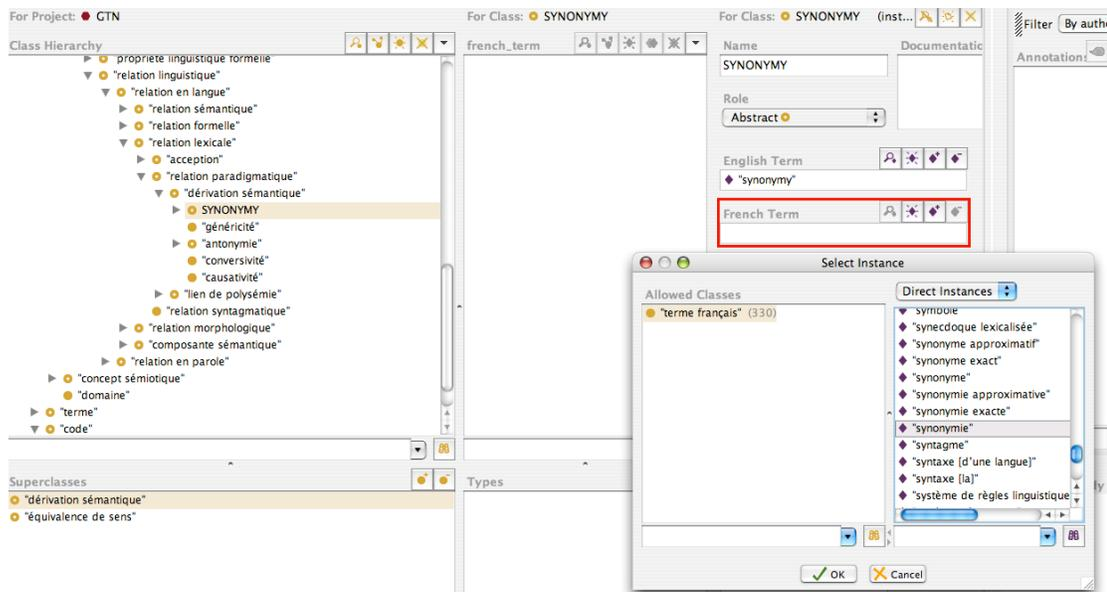 For Project: GTN
Class Hierarchy
"propriété linguistique formelle"
"relation linguistique"
"relation en langue"
"relation sémantique"
"relation formelle"
"relation lexicale"
"acception"
"relation paradigmatique"
"dérivation sémantique"
SYNONYMY
"généricité"
"antonymie"
"conversivité"
"causativité"
"lien de polysémie"
"relation syntagmatique"
"relation morphologique"
"composante sémantique"
"relation en parole"
"concept sémiotique"
"domaine"
"terme"
"code"
Superclasses
"dérivation sémantique"
"équivalence de sens"
For Class: SYNONYMY
french_term
Types
For Class: SYNONYMY (inst...
Name
Documentatic
SYNONYMY
Role
Abstract
English Term
"synonymy"
French Term
Filter By autho
Annotations
Select Instance
Allowed Classes
"terme français" (330)
Direct Instances
"symbole"
"synecdoque lexicalisée"
"synonyme approximatif"
"synonyme exact"
"synonyme"
"synonymie approximative"
"synonymie exacte"
"synonymie"
"syntagme"
"syntaxe [d'une langue]"
"syntaxe [la]"
"système de règles linguistique
OK
Cancel